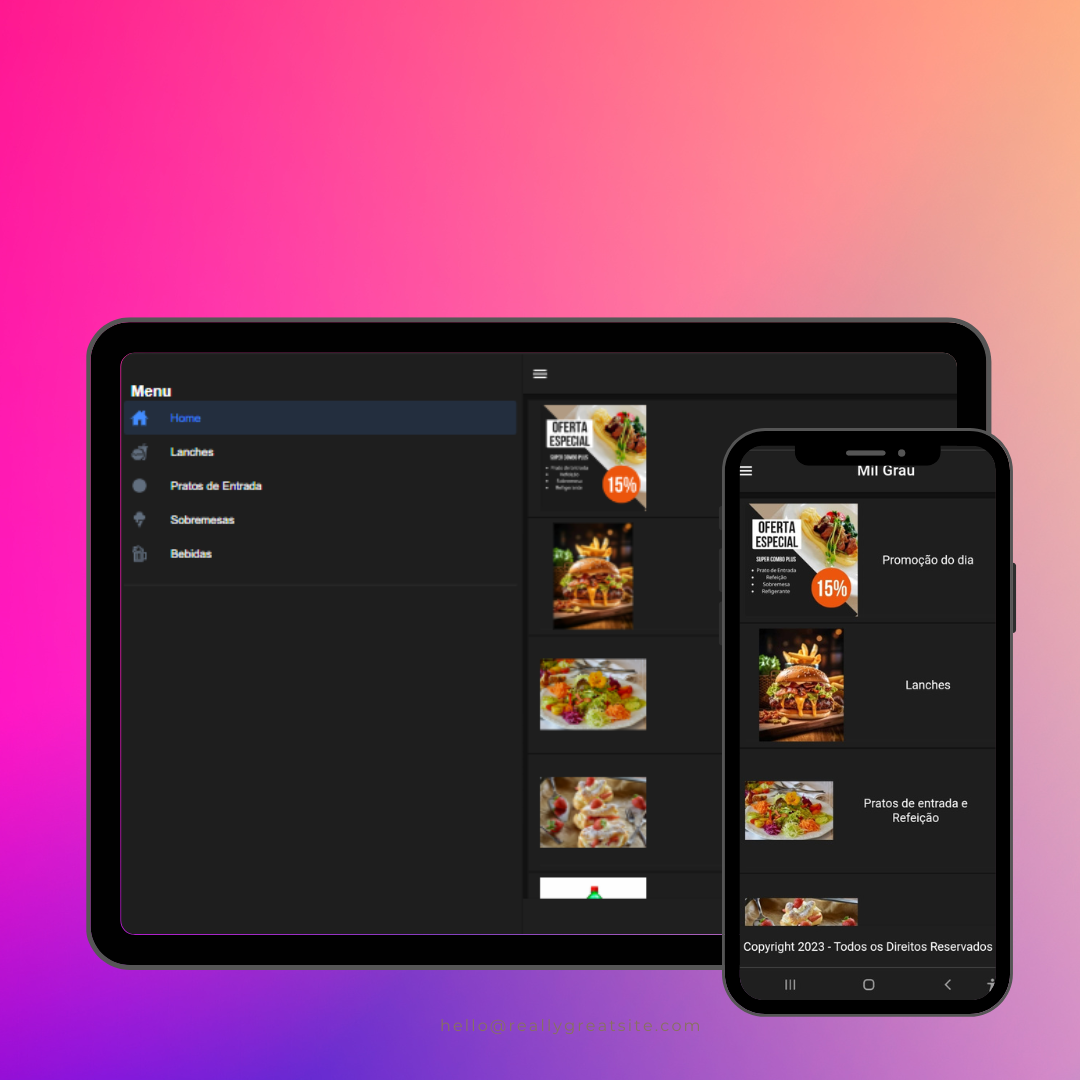 Menu
Home
Lanches
Pratos de Entrada
Sobremesas
Bebidas
OFERTA
ESPECIAL
SUPER COMBO PLUS
Prato de Entrada
Refeição
Sobremesa
Refrigerante
15%
Mil Grau
OFERTA
ESPECIAL
SUPER COMBO PLUS
Prato de Entrada
Refeição
Sobremesa
Refrigerante
15%
Promoção do dia
Lanches
Pratos de entrada e
Refeição
Copyright 2023 - Todos os Direitos Reservados
hello@reallygreatsite.com